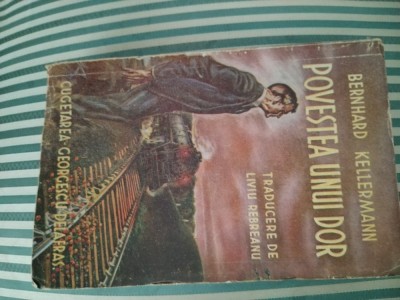 BERNHARD KELLERMANN
POVESTEA UNUI DOR
TRADUCERE DE
LIVIU REBREANU
CUGETAREA-GEORGESCU DELAFRAS